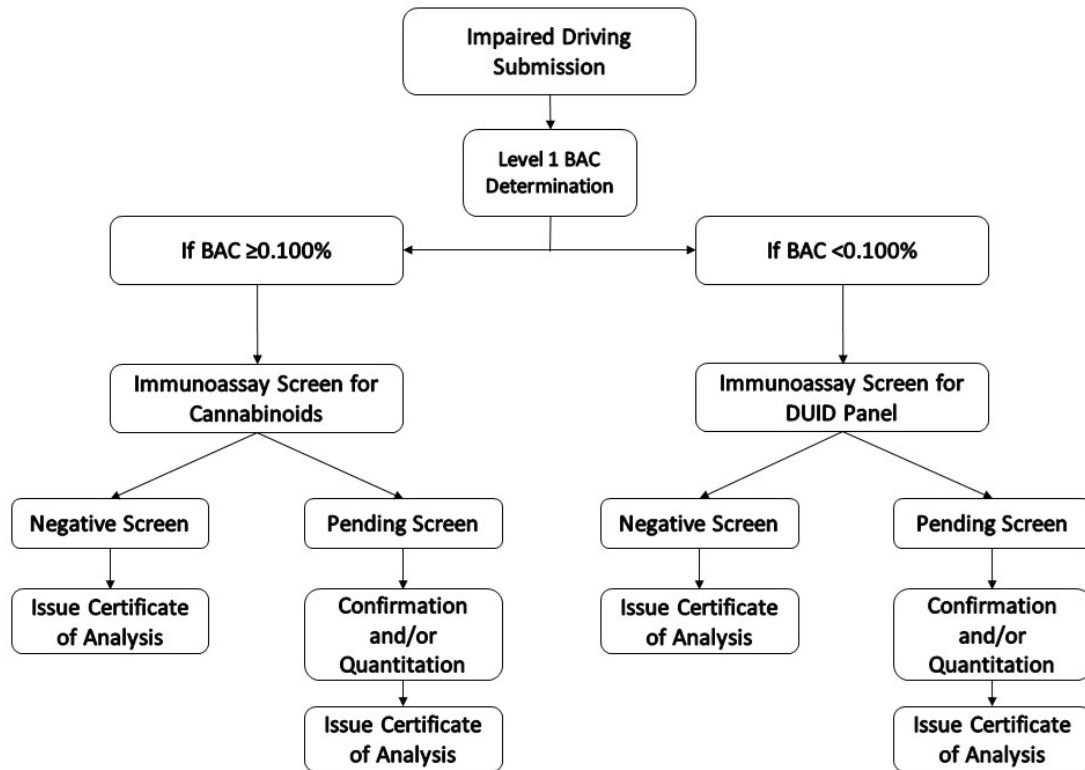 Impaired Driving
Submission
Level 1 BAC
Determination
If BAC ≥0.100%
If BAC <0.100%
Immunoassay Screen for
Cannabinoids
Immunoassay Screen for
DUID Panel
Negative Screen
Pending Screen
Negative Screen
Pending Screen
Issue Certificate
of Analysis
Confirmation
and/or
Quantitation
Issue Certificate
of Analysis
Confirmation
and/or
Quantitation
Issue Certificate
of Analysis
Issue Certificate
of Analysis